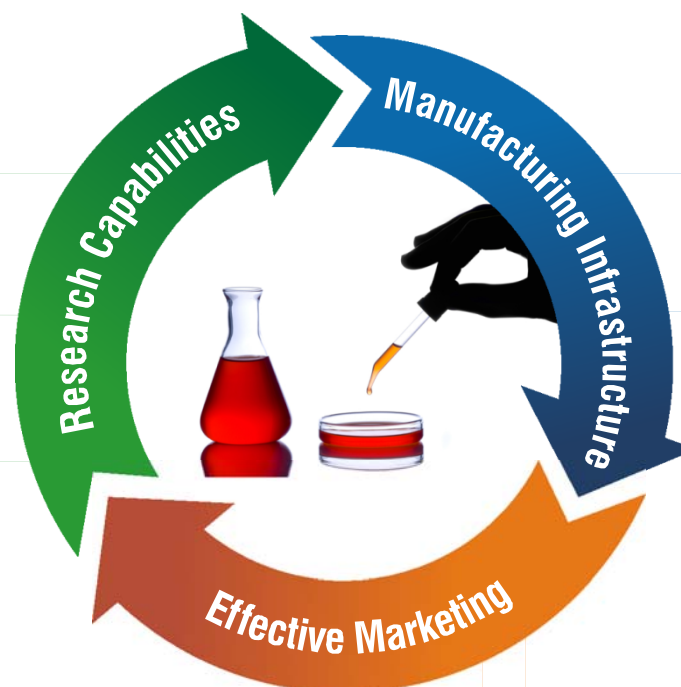 Research Capabilities
Manufacturing Infrastructure
Effective Marketing